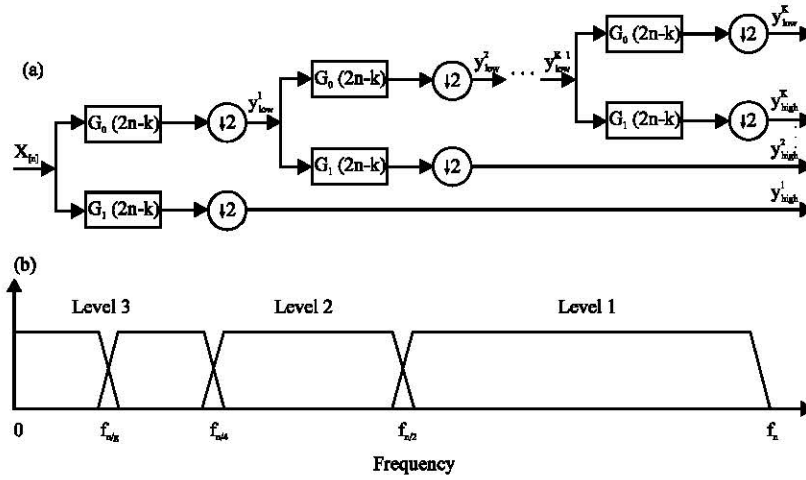 (a)
X[n]
G0 (2n-k)
↓2
y1low
G1 (2n-k)
↓2
y1high
G0 (2n-k)
↓2
y2low
G1 (2n-k)
↓2
y2high
...
yK-1low
G0 (2n-k)
↓2
yKlow
G1 (2n-k)
↓2
yKhigh
(b)
Level 3
Level 2
Level 1
0
fn/8
fn/4
fn/2
fn
Frequency